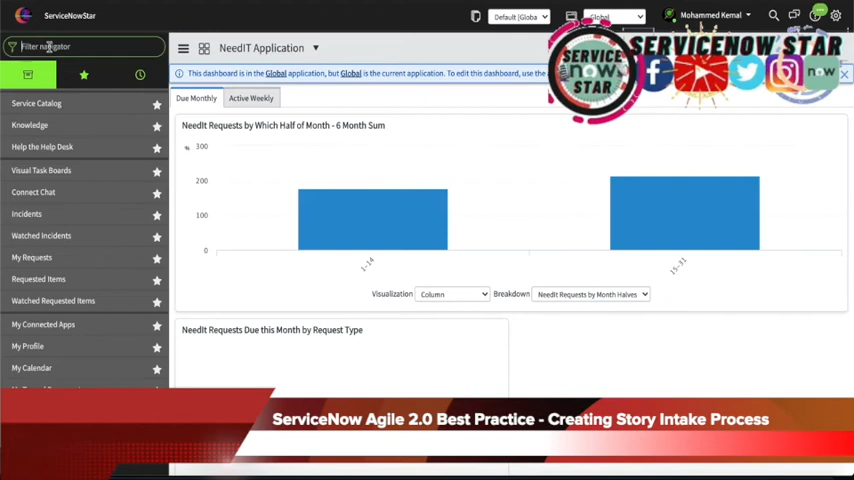 ServiceNowStar
Default [Globa
Global
Mohammed Kemal
Filter navigator
NeedIT Application
SERVICENOW STAR
SERVICE
now
STAR
now
This dashboard is in the Global application, but Global is the current application. To edit this dashboard, use the
Due Monthly
Active Weekly
Service Catalog
Knowledge
Help the Help Desk
Visual Task Boards
Connect Chat
Incidents
Watched Incidents
My Requests
Requested Items
Watched Requested Items
My Connected Apps
My Profile
My Calendar
NeedIt Requests by Which Half of Month - 6 Month Sum
300
200
100
0
1-14
15-31
Visualization
Column
Breakdown
NeedIt Requests by Month Halves
NeedIt Requests Due this Month by Request Type
ServiceNow Agile 2.0 Best Practice - Creating Story Intake Process